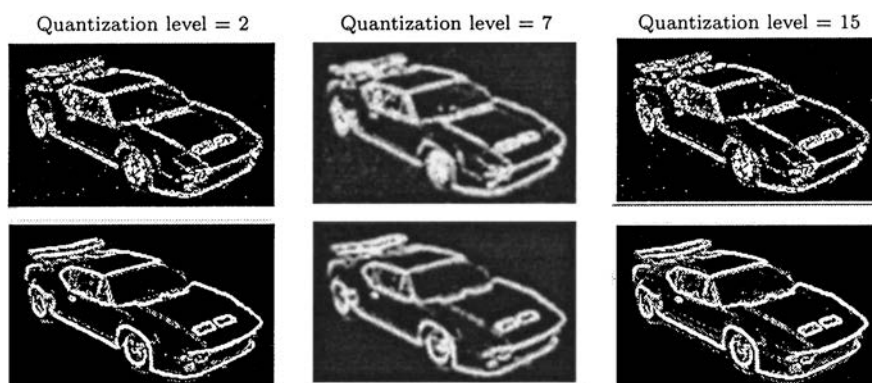 Quantization level = 2
Quantization level = 7
Quantization level = 15